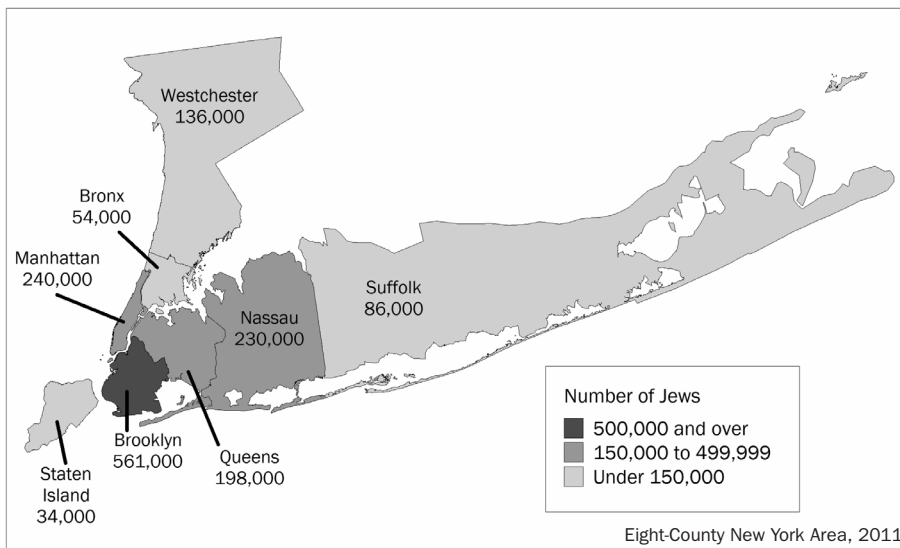 Westchester
136,000
Bronx
54,000
Manhattan
240,000
Suffolk
86,000
Nassau
230,000
Brooklyn
561,000
Queens
198,000
Staten
Island
34,000
Number of Jews
500,000 and over
150,000 to 499,999
Under 150,000
Eight-County New York Area, 2011